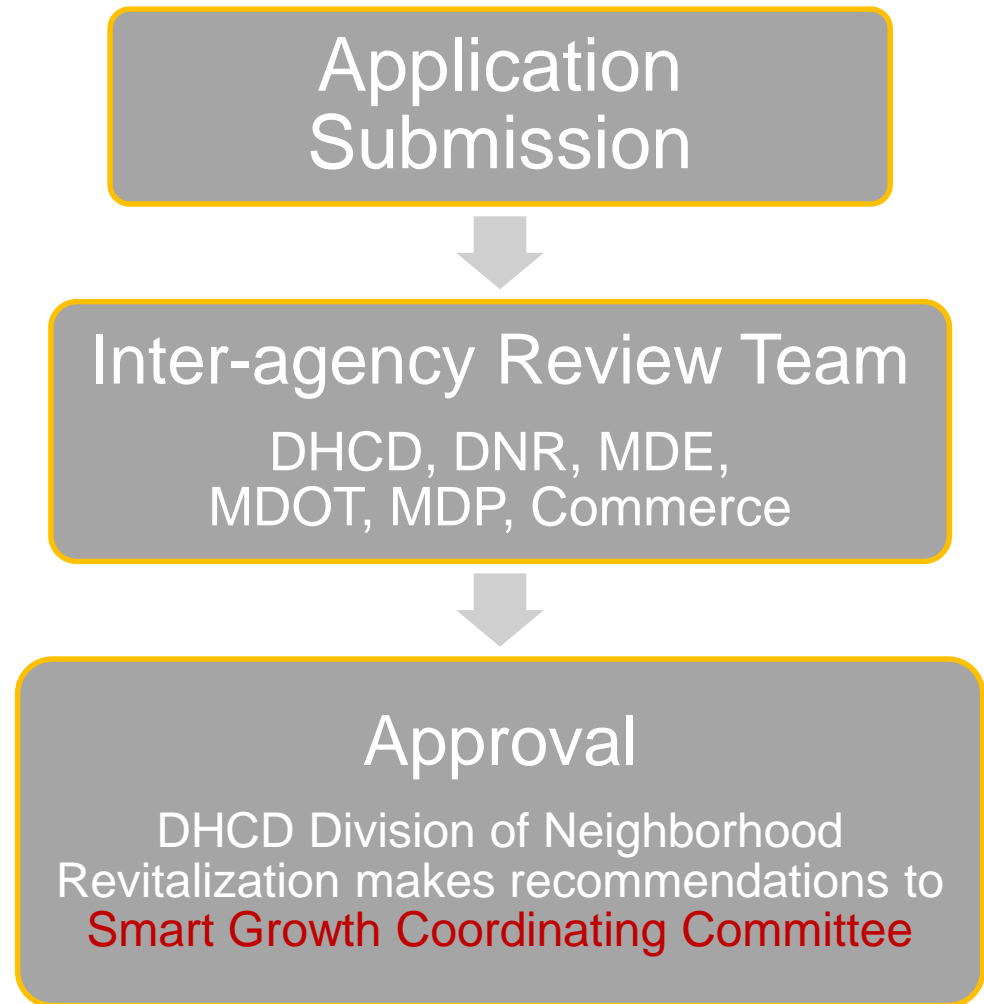 Application
Submission
Inter-agency Review Team
DHCD, DNR, MDE,
MDOT, MDP, Commerce
Approval
DHCD Division of Neighborhood
Revitalization makes recommendations to
Smart Growth Coordinating Committee